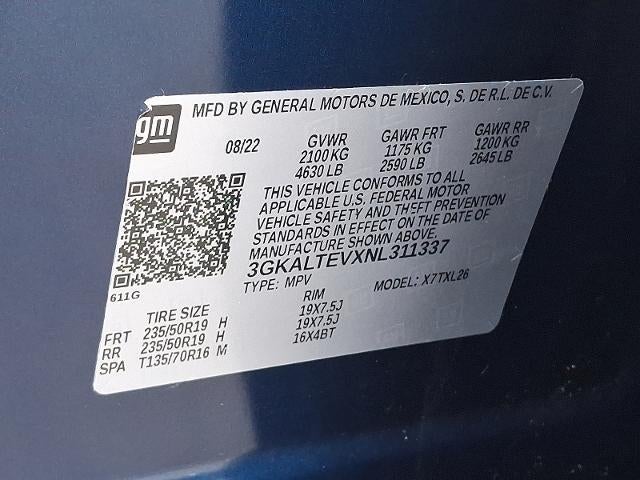 gm
MFD BY GENERAL MOTORS DE MEXICO, S. DE R.L. DE C.V.
08/22 GVWR GAWR FRT GAWR RR
2100 KG 1175 KG 1200 KG
4630 LB 2590 LB 2645 LB
THIS VEHICLE CONFORMS TO ALL
APPLICABLE U.S. FEDERAL MOTOR
VEHICLE SAFETY AND THEFT PREVENTION
STANDARDS IN EFFECT ON THE DATE OF
MANUFACTURE SHOWN ABOVE.
3GKALTEVXNL311337
TYPE: MPV MODEL: X7TXL26
611G
TIRE SIZE RIM
FRT 235/50R19 H 19X7.5J
RR 235/50R19 H 19X7.5J
SPA T135/70R16 M 16X4BT